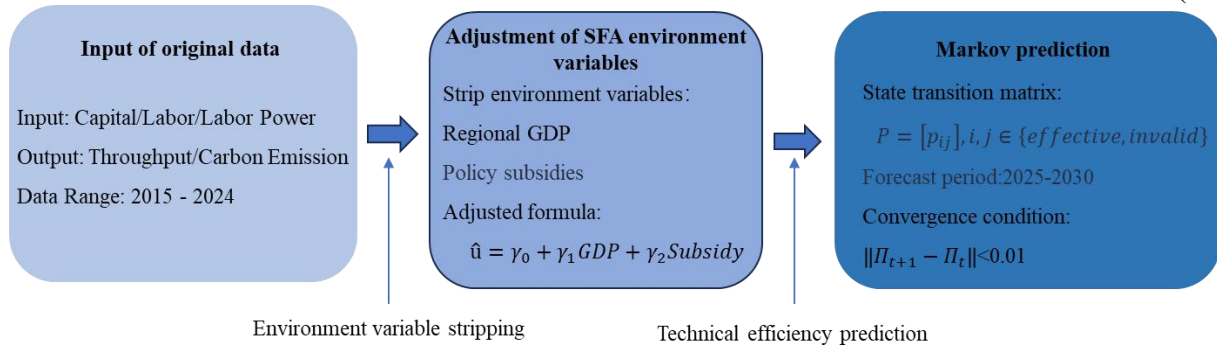 Input of original data
Input: Capital/Labor/Labor Power
Output: Throughput/Carbon Emission
Data Range: 2015 - 2024
Adjustment of SFA environment
variables
Strip environment variables:
Regional GDP
Policy subsidies
Adjusted formula:
û = γ₀ + γ₁GDP + γ₂Subsidy
Markov prediction
State transition matrix:
P = [pᵢⱼ], i, j ∈ {effective, invalid}
Forecast period:2025-2030
Convergence condition:
‖Πₜ₊₁ − Πₜ‖<0.01
Environment variable stripping
Technical efficiency prediction